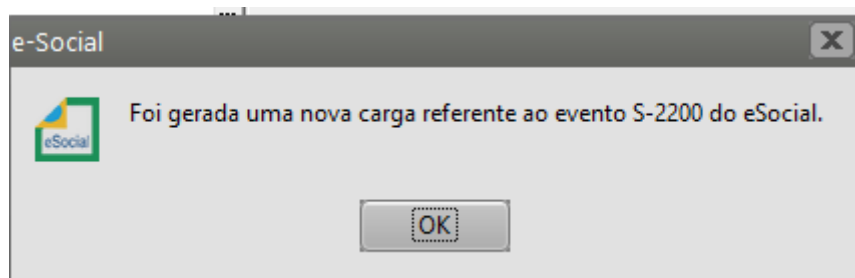 e-Social
Foi gerada uma nova carga referente ao evento S-2200 do eSocial.
eSocial
OK